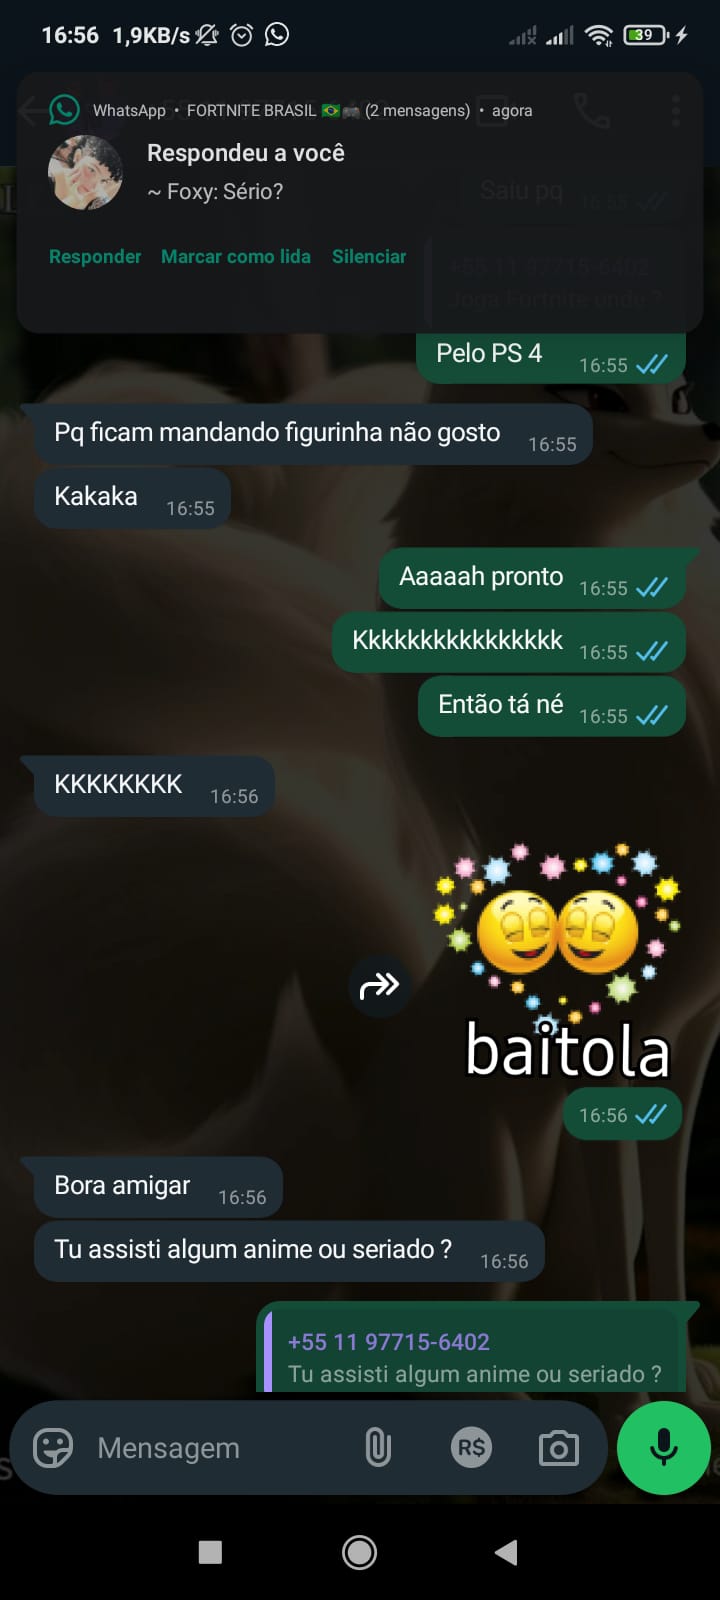 16:56 1,9KB/s 39
WhatsApp • FORTNITE BRASIL 🇧🇷🎮 (2 mensagens) • agora
Respondeu a você
~ Foxy: Sério?
Saiu pq 16:55
Responder Marcar como lida Silenciar
+55 11 97715-6402
Joga Fortnite onde ?
Pelo PS 4 16:55
Pq ficam mandando figurinha não gosto 16:55
Kakaka 16:55
Aaaaah pronto 16:55
Kkkkkkkkkkkkkkkk 16:55
Então tá né 16:55
KKKKKKKK 16:56
baitola
16:56
Bora amigar 16:56
Tu assisti algum anime ou seriado ? 16:56
+55 11 97715-6402
Tu assisti algum anime ou seriado ?
Mensagem R$